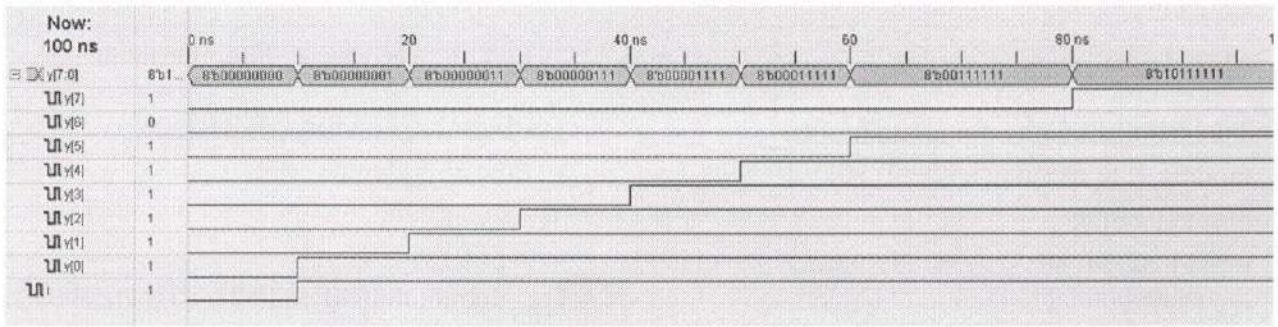 Now:
100 ns
0 ns 20 40 ns 60 80 ns 1
y[7:0] 8'b1... 8'b00000000 8'b00000001 8'b00000011 8'b00000111 8'b00001111 8'b00011111 8'b00111111 8'b10111111
y[7] 1
y[6] 0
y[5] 1
y[4] 1
y[3] 1
y[2] 1
y[1] 1
y[0] 1
i 1